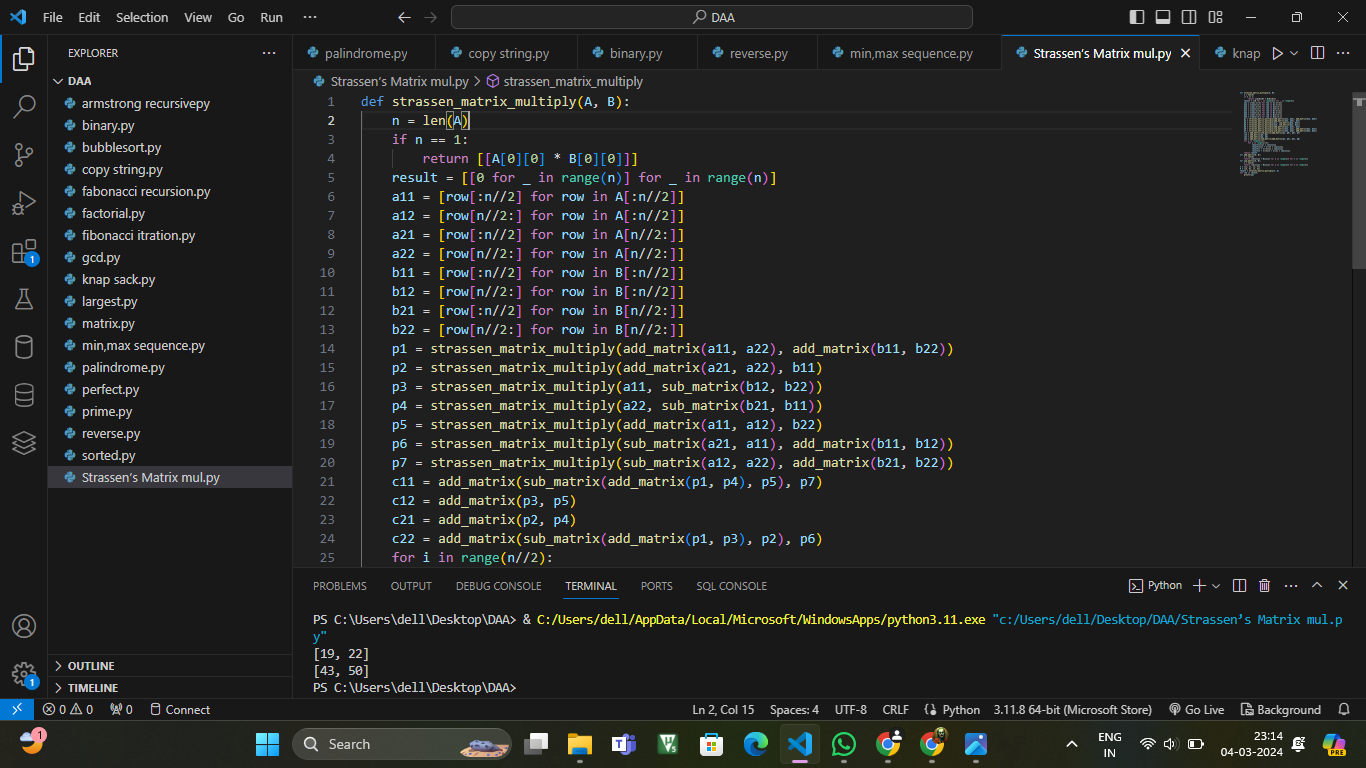 File Edit Selection View Go Run ··· DAA
EXPLORER ···
DAA
armstrong recursivepy
binary.py
bubblesort.py
copy string.py
fabonacci recursion.py
factorial.py
fibonacci itration.py
gcd.py
knap sack.py
largest.py
matrix.py
min,max sequence.py
palindrome.py
perfect.py
prime.py
reverse.py
sorted.py
Strassen's Matrix mul.py
OUTLINE
TIMELINE
1
1
palindrome.py copy string.py binary.py reverse.py min,max sequence.py Strassen's Matrix mul.py knap ···
Strassen's Matrix mul.py > strassen_matrix_multiply
1 def strassen_matrix_multiply(A, B):
2 n = len(A)
3 if n == 1:
4 return [[A[0][0] * B[0][0]]]
5 result = [[0 for _ in range(n)] for _ in range(n)]
6 a11 = [row[:n//2] for row in A[:n//2]]
7 a12 = [row[n//2:] for row in A[:n//2]]
8 a21 = [row[:n//2] for row in A[n//2:]]
9 a22 = [row[n//2:] for row in A[n//2:]]
10 b11 = [row[:n//2] for row in B[:n//2]]
11 b12 = [row[n//2:] for row in B[:n//2]]
12 b21 = [row[:n//2] for row in B[n//2:]]
13 b22 = [row[n//2:] for row in B[n//2:]]
14 p1 = strassen_matrix_multiply(add_matrix(a11, a22), add_matrix(b11, b22))
15 p2 = strassen_matrix_multiply(add_matrix(a21, a22), b11)
16 p3 = strassen_matrix_multiply(a11, sub_matrix(b12, b22))
17 p4 = strassen_matrix_multiply(a22, sub_matrix(b21, b11))
18 p5 = strassen_matrix_multiply(add_matrix(a11, a12), b22)
19 p6 = strassen_matrix_multiply(sub_matrix(a21, a11), add_matrix(b11, b12))
20 p7 = strassen_matrix_multiply(sub_matrix(a12, a22), add_matrix(b21, b22))
21 c11 = add_matrix(sub_matrix(add_matrix(p1, p4), p5), p7)
22 c12 = add_matrix(p3, p5)
23 c21 = add_matrix(p2, p4)
24 c22 = add_matrix(sub_matrix(add_matrix(p1, p3), p2), p6)
25 for i in range(n//2):
PROBLEMS OUTPUT DEBUG CONSOLE TERMINAL PORTS SQL CONSOLE Python ···
PS C:\Users\dell\Desktop\DAA> & C:/Users/dell/AppData/Local/Microsoft/WindowsApps/python3.11.exe "c:/Users/dell/Desktop/DAA/Strassen's Matrix mul.p
y"
[19, 22]
[43, 50]
PS C:\Users\dell\Desktop\DAA>
0 0 0 Connect Ln 2, Col 15 Spaces: 4 UTF-8 CRLF Python 3.11.8 64-bit (Microsoft Store) Go Live Background
1 Search ENG 23:14
IN 04-03-2024 PRE